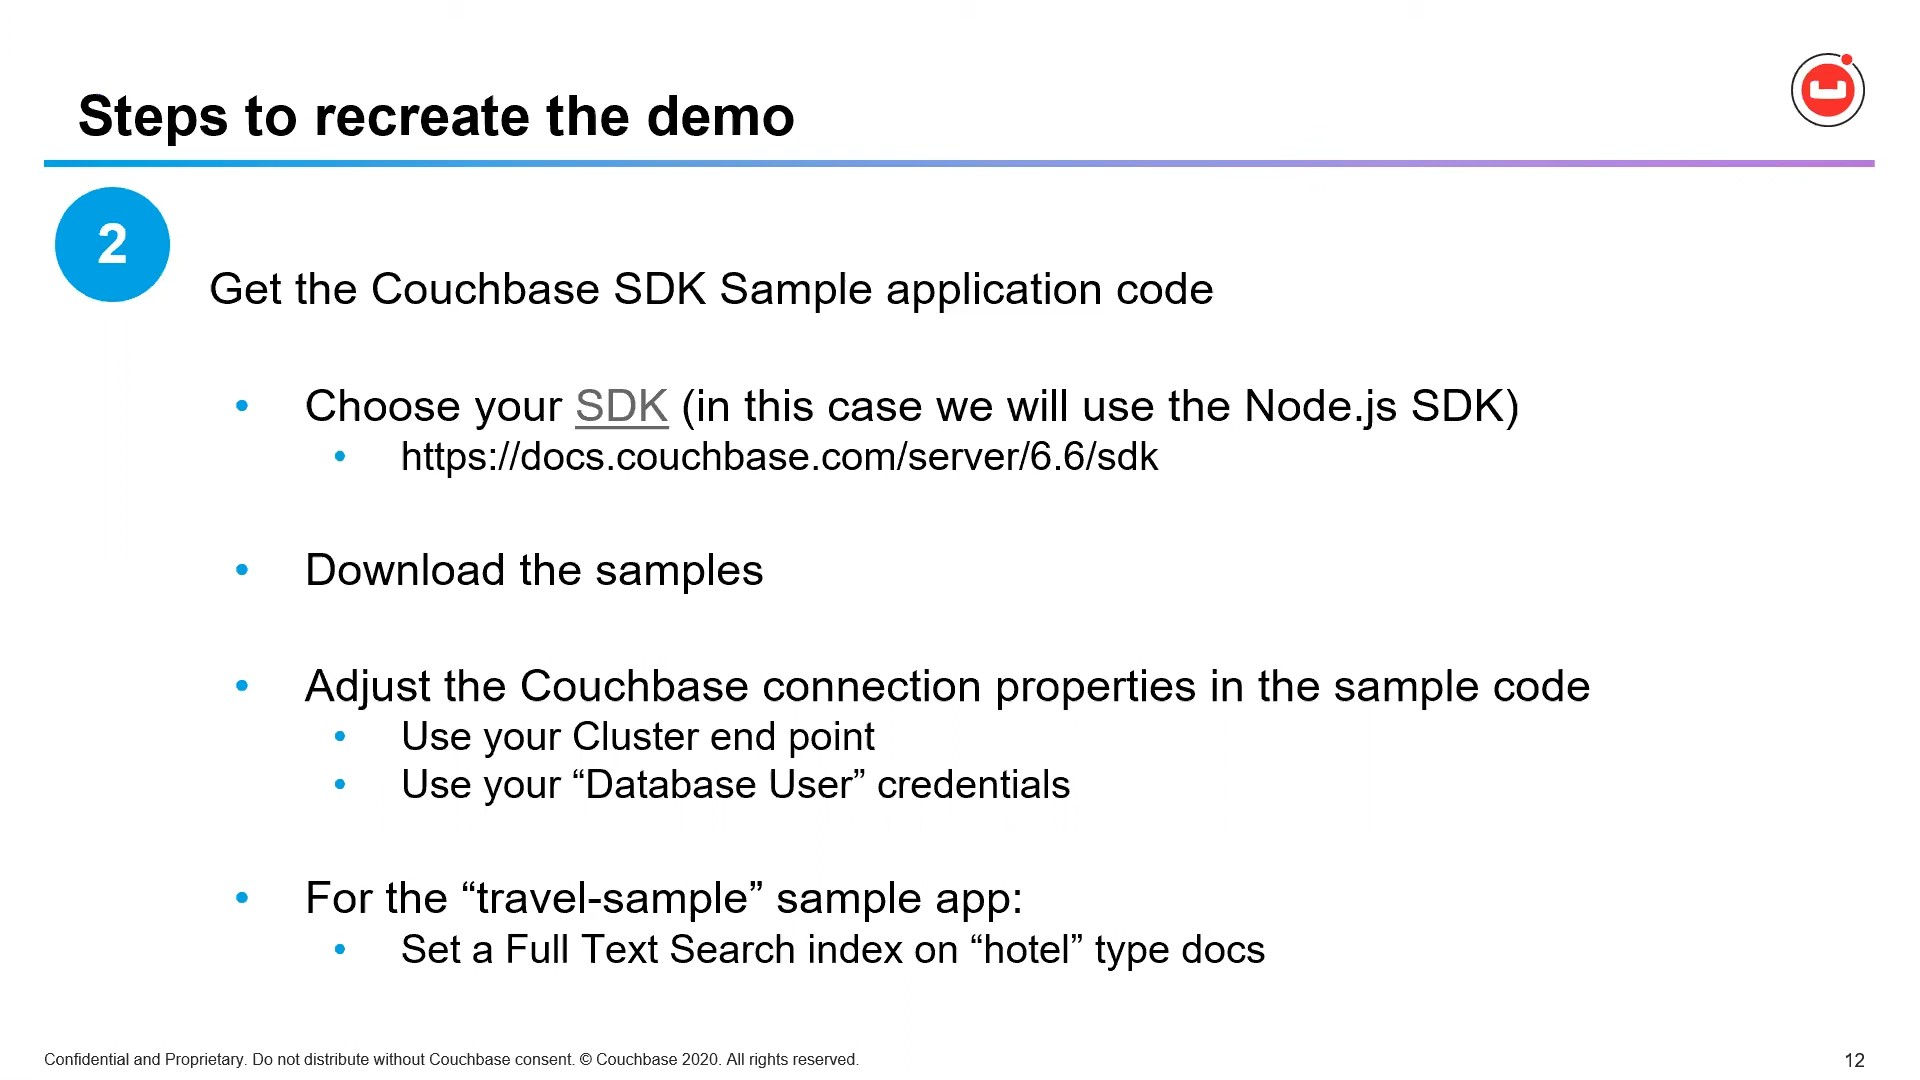 Steps to recreate the demo
2
Get the Couchbase SDK Sample application code
• Choose your SDK (in this case we will use the Node.js SDK)
• https://docs.couchbase.com/server/6.6/sdk
• Download the samples
• Adjust the Couchbase connection properties in the sample code
• Use your Cluster end point
• Use your “Database User” credentials
• For the “travel-sample” sample app:
• Set a Full Text Search index on “hotel” type docs
Confidential and Proprietary. Do not distribute without Couchbase consent. © Couchbase 2020. All rights reserved.
12